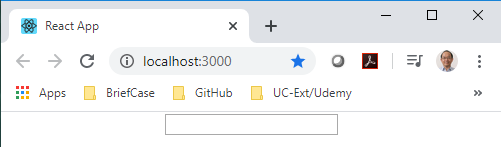 React App
localhost:3000
Apps BriefCase GitHub UC-Ext/Udemy